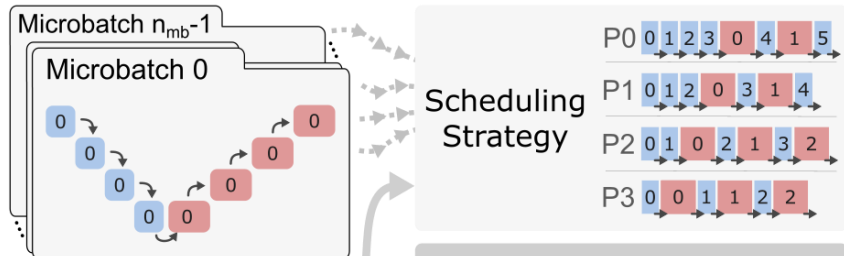 Microbatch n_mb-1
Microbatch 0
0 0
0 0
0 0
0 0
Scheduling
Strategy
P0 0 1 2 3 0 4 1 5
P1 0 1 2 0 3 1 4
P2 0 1 0 2 1 3 2
P3 0 0 1 1 2 2